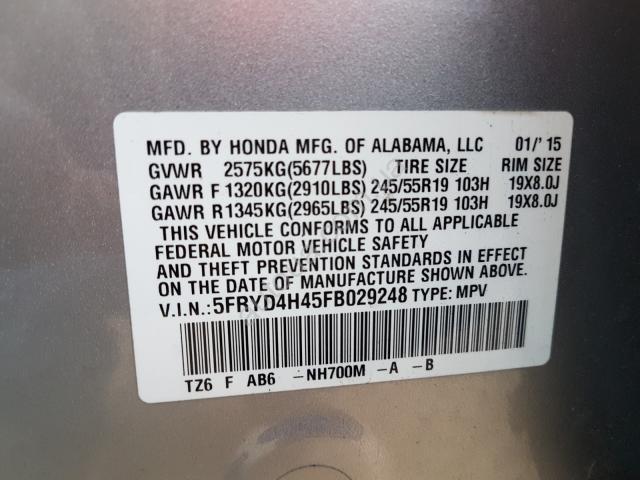 MFD. BY HONDA MFG. OF ALABAMA, LLC 01/'15
GVWR 2575KG(5677LBS) TIRE SIZE RIM SIZE
GAWR F1320KG(2910LBS) 245/55R19 103H 19X8.0J
GAWR R1345KG(2965LBS) 245/55R19 103H 19X8.0J
THIS VEHICLE CONFORMS TO ALL APPLICABLE
FEDERAL MOTOR VEHICLE SAFETY
AND THEFT PREVENTION STANDARDS IN EFFECT
ON THE DATE OF MANUFACTURE SHOWN ABOVE.
V.I.N.:5FRYD4H45FB029248 TYPE: MPV
TZ6 F AB6 -NH700M -A -B